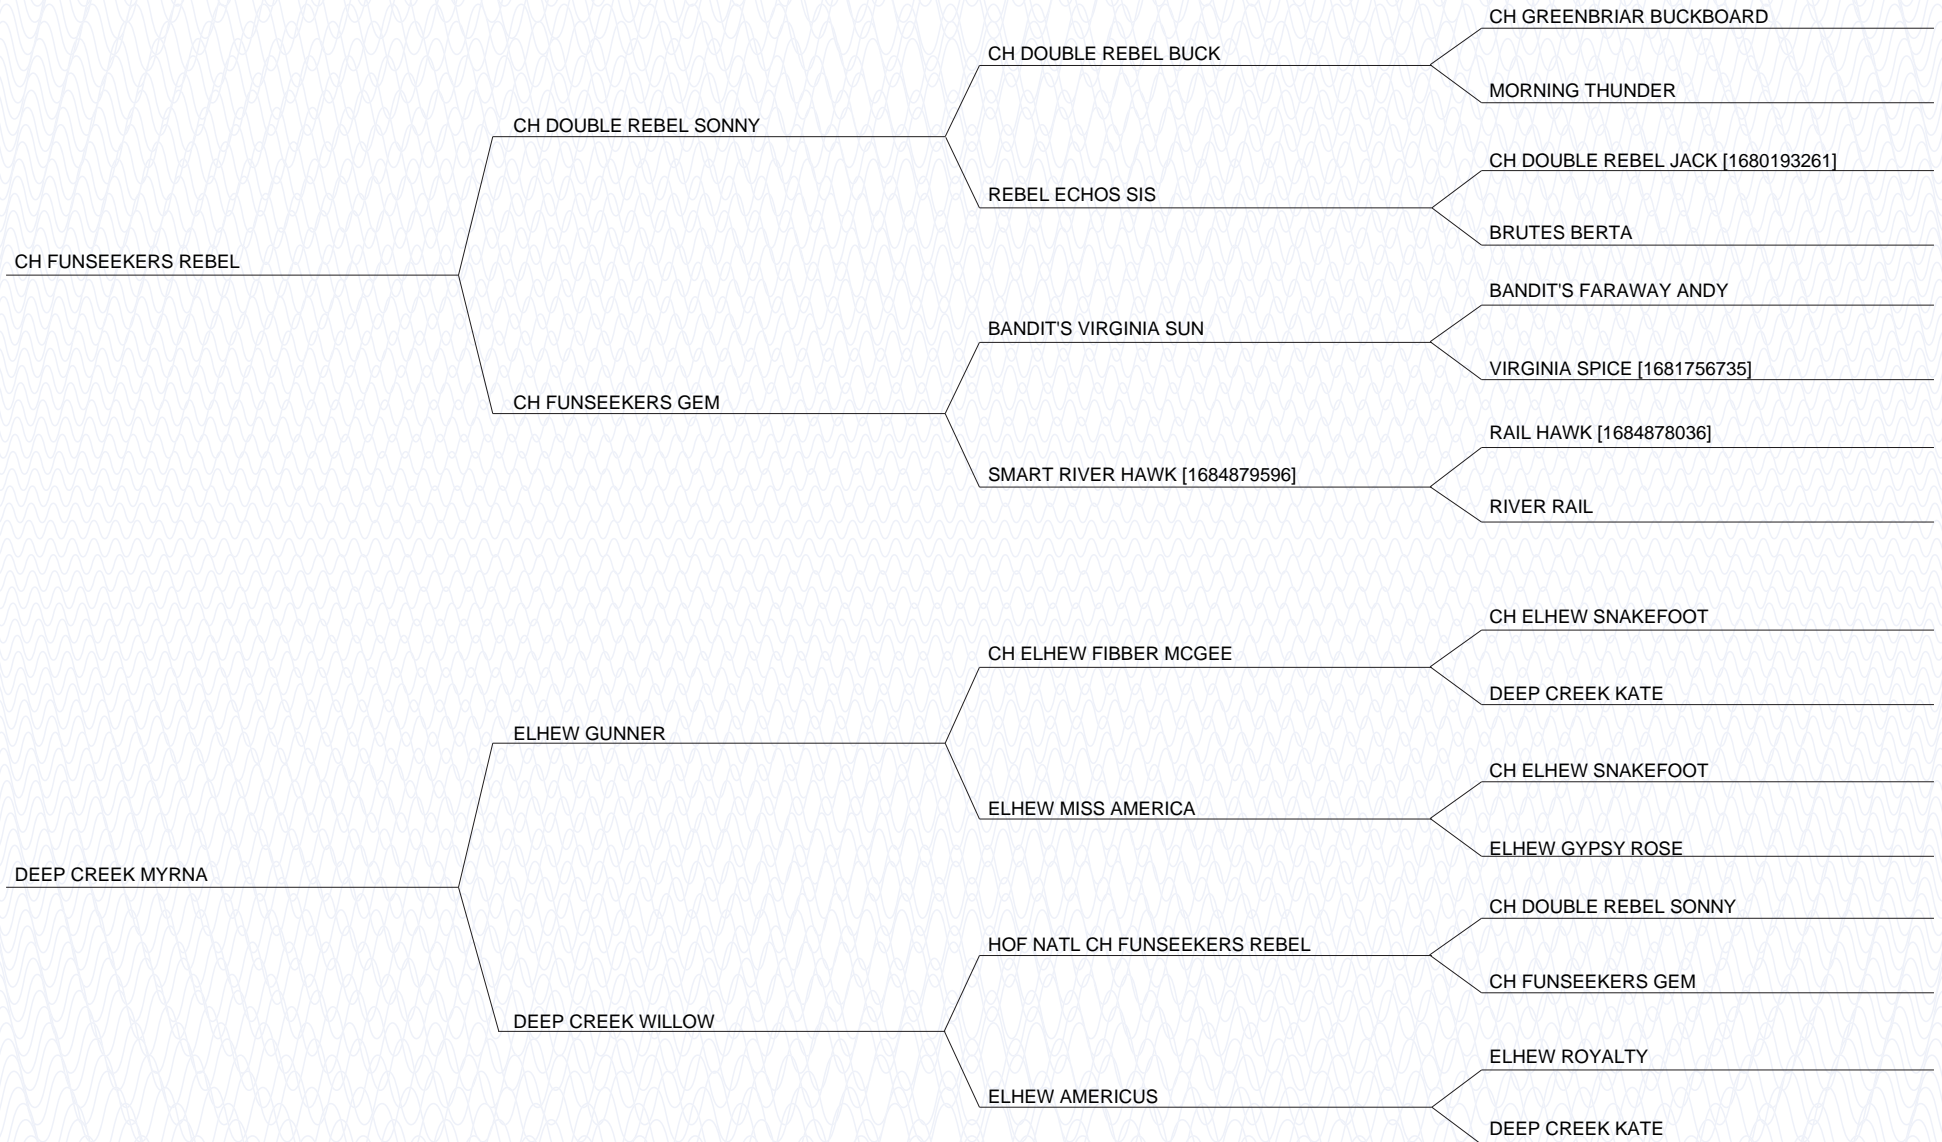 CH GREENBRIAR BUCKBOARD
CH DOUBLE REBEL BUCK
MORNING THUNDER
CH DOUBLE REBEL SONNY
CH DOUBLE REBEL JACK [1680193261]
REBEL ECHOS SIS
BRUTES BERTA
CH FUNSEEKERS REBEL
BANDIT'S FARAWAY ANDY
BANDIT'S VIRGINIA SUN
VIRGINIA SPICE [1681756735]
CH FUNSEEKERS GEM
RAIL HAWK [1684878036]
SMART RIVER HAWK [1684879596]
RIVER RAIL
CH ELHEW SNAKEFOOT
CH ELHEW FIBBER MCGEE
DEEP CREEK KATE
ELHEW GUNNER
CH ELHEW SNAKEFOOT
ELHEW MISS AMERICA
ELHEW GYPSY ROSE
DEEP CREEK MYRNA
CH DOUBLE REBEL SONNY
HOF NATL CH FUNSEEKERS REBEL
CH FUNSEEKERS GEM
DEEP CREEK WILLOW
ELHEW ROYALTY
ELHEW AMERICUS
DEEP CREEK KATE